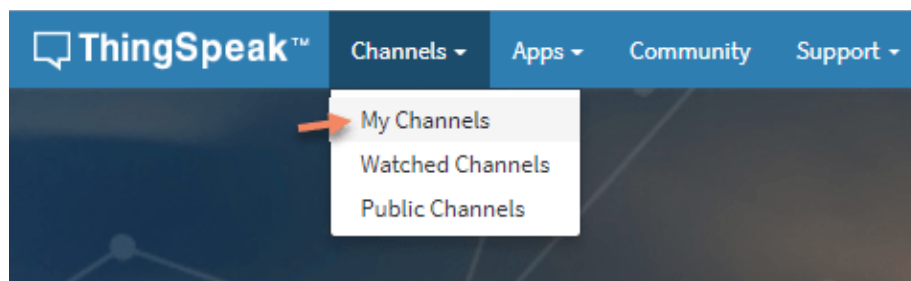 ThingSpeak™ Channels Apps Community Support
My Channels
Watched Channels
Public Channels